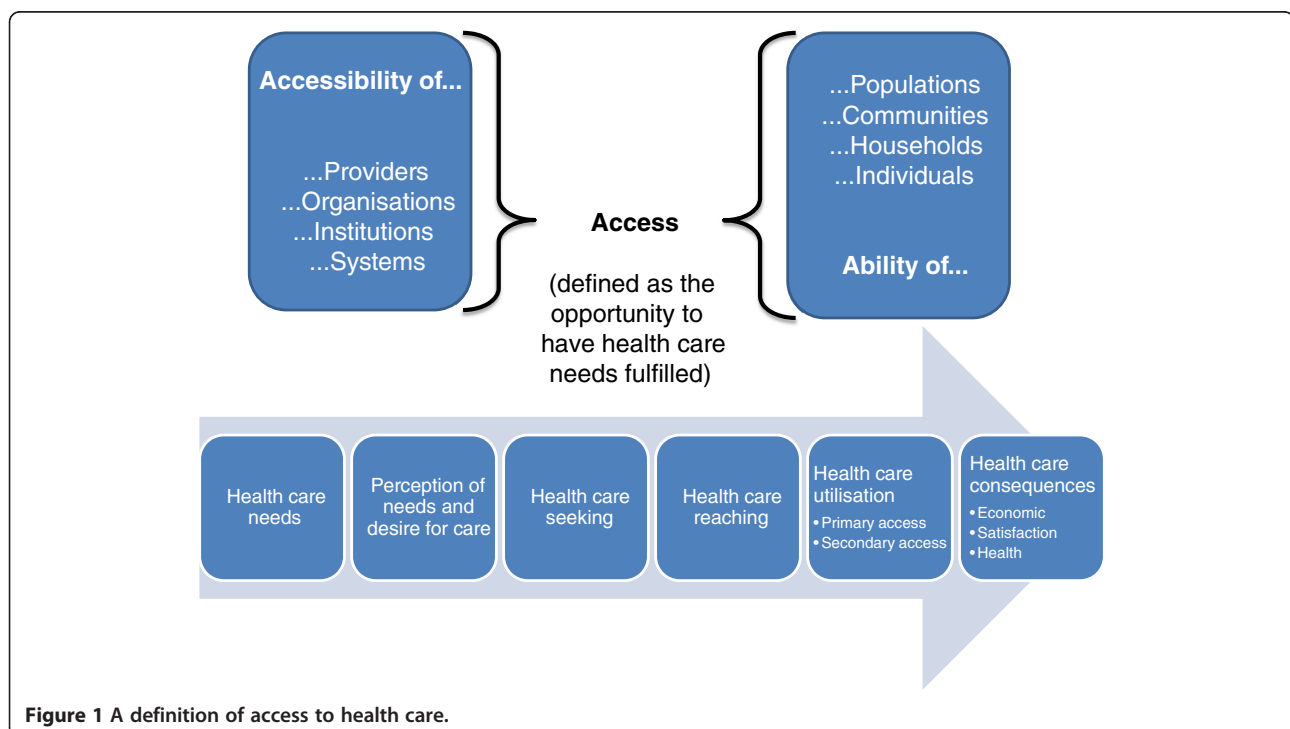 Accessibility of...
...Providers
...Organisations
...Institutions
...Systems
Access
(defined as the
opportunity to
have health care
needs fulfilled)
...Populations
...Communities
...Households
...Individuals
Ability of...
Health care
needs
Perception of
needs and
desire for care
Health care
seeking
Health care
reaching
Health care
utilisation
• Primary access
• Secondary access
Health care
consequences
• Economic
• Satisfaction
• Health
Figure 1 A definition of access to health care.